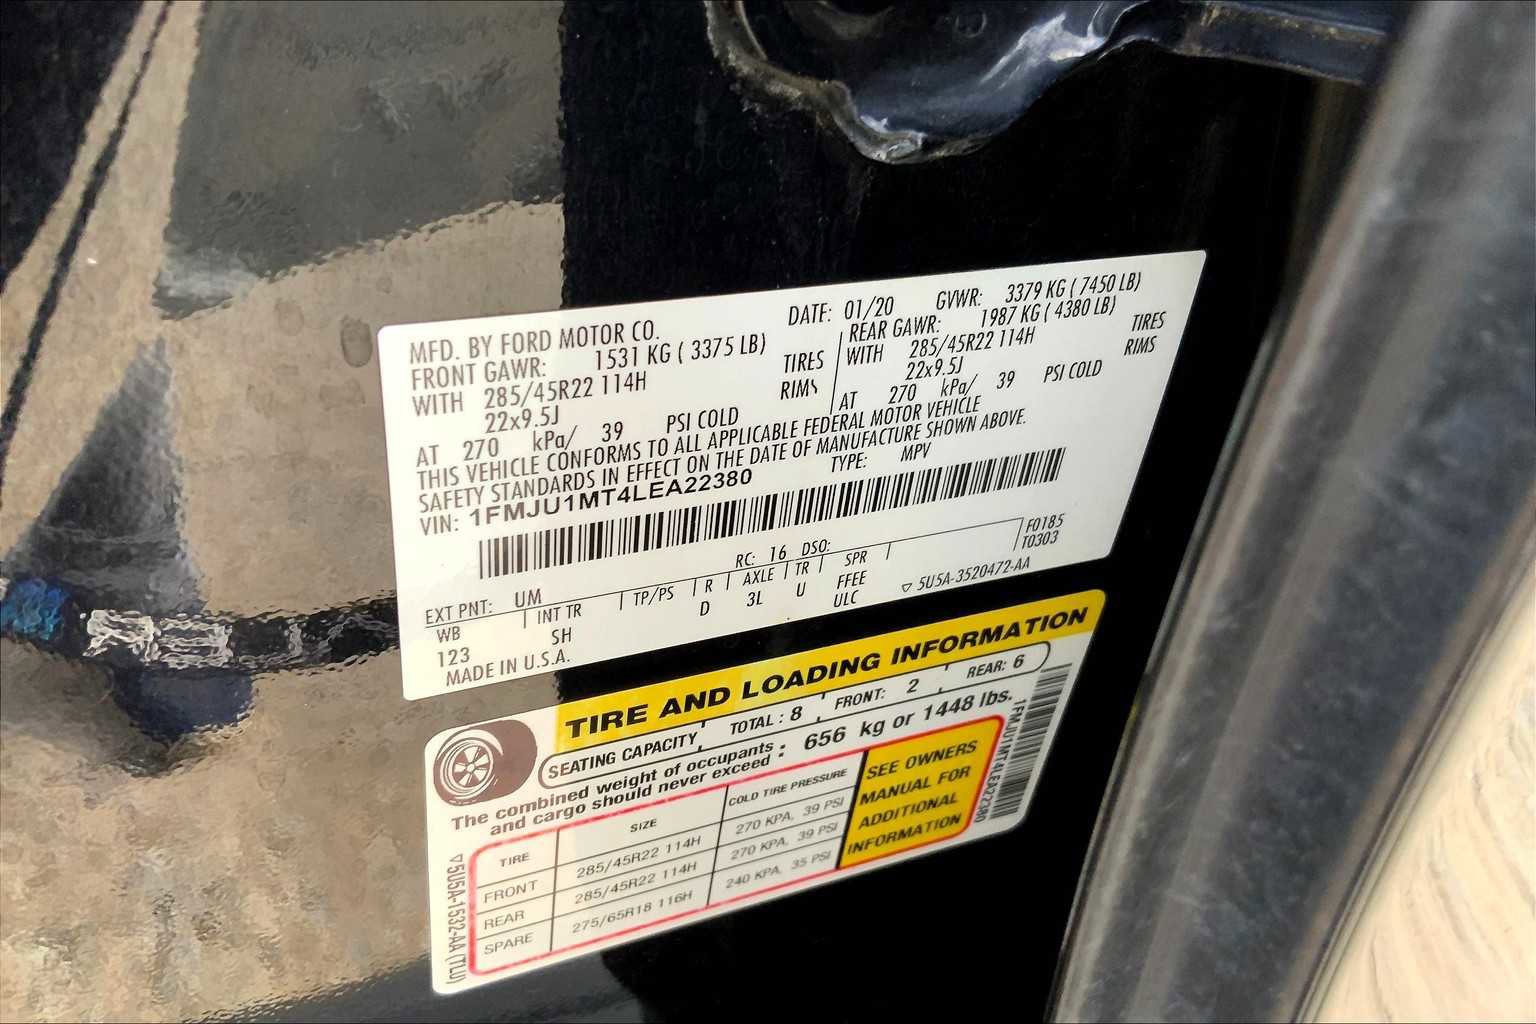 MFD. BY FORD MOTOR CO.
DATE: 01/20 GVWR: 3379 KG ( 7450 LB)
FRONT GAWR: 1531 KG ( 3375 LB)
WITH 285/45R22 114H TIRES
22x9.5J RIMS
AT 270 kPa/ 39 PSI COLD
REAR GAWR: 1987 KG ( 4380 LB)
WITH 285/45R22 114H TIRES
22x9.5J RIMS
AT 270 kPa/ 39 PSI COLD
THIS VEHICLE CONFORMS TO ALL APPLICABLE FEDERAL MOTOR VEHICLE
SAFETY STANDARDS IN EFFECT ON THE DATE OF MANUFACTURE SHOWN ABOVE.
VIN: 1FMJU1MT4LEA22380 TYPE: MPV
EXT PNT: UM RC: 16 DSO: F0185
T0303
WB INT TR TP/PS R AXLE TR SPR
123 SH D 3L U FFEE
ULC
MADE IN U.S.A. ▽ 5U5A-3520472-AA
TIRE AND LOADING INFORMATION
SEATING CAPACITY TOTAL : 8 FRONT: 2 REAR: 6
The combined weight of occupants
and cargo should never exceed : 656 kg or 1448 lbs.
TIRE SIZE COLD TIRE PRESSURE
FRONT 285/45R22 114H 270 KPA, 39 PSI
REAR 285/45R22 114H 270 KPA, 39 PSI
SPARE 275/65R18 116H 240 KPA, 35 PSI
SEE OWNERS
MANUAL FOR
ADDITIONAL
INFORMATION
1FMJU1MT4LEA22380
▽5U5A-1532-AA (TLU)